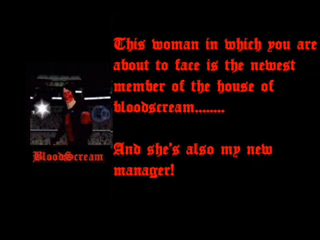 This woman in which you are
about to face is the newest
member of the house of
bloodscream........
And she's also my new
manager!
BloodScream